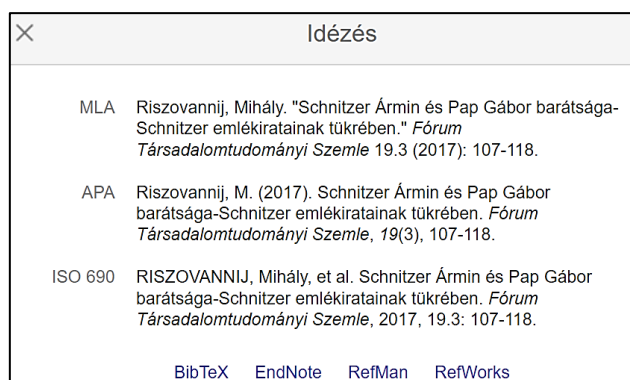 Idézés
MLA Riszovannij, Mihály. "Schnitzer Ármin és Pap Gábor barátsága-
Schnitzer emlékiratainak tükrében." Fórum
Társadalomtudományi Szemle 19.3 (2017): 107-118.
APA Riszovannij, M. (2017). Schnitzer Ármin és Pap Gábor
barátsága-Schnitzer emlékiratainak tükrében. Fórum
Társadalomtudományi Szemle, 19(3), 107-118.
ISO 690 RISZOVANNIJ, Mihály, et al. Schnitzer Ármin és Pap Gábor
barátsága-Schnitzer emlékiratainak tükrében. Fórum
Társadalomtudományi Szemle, 2017, 19.3: 107-118.
BibTeX EndNote RefMan RefWorks